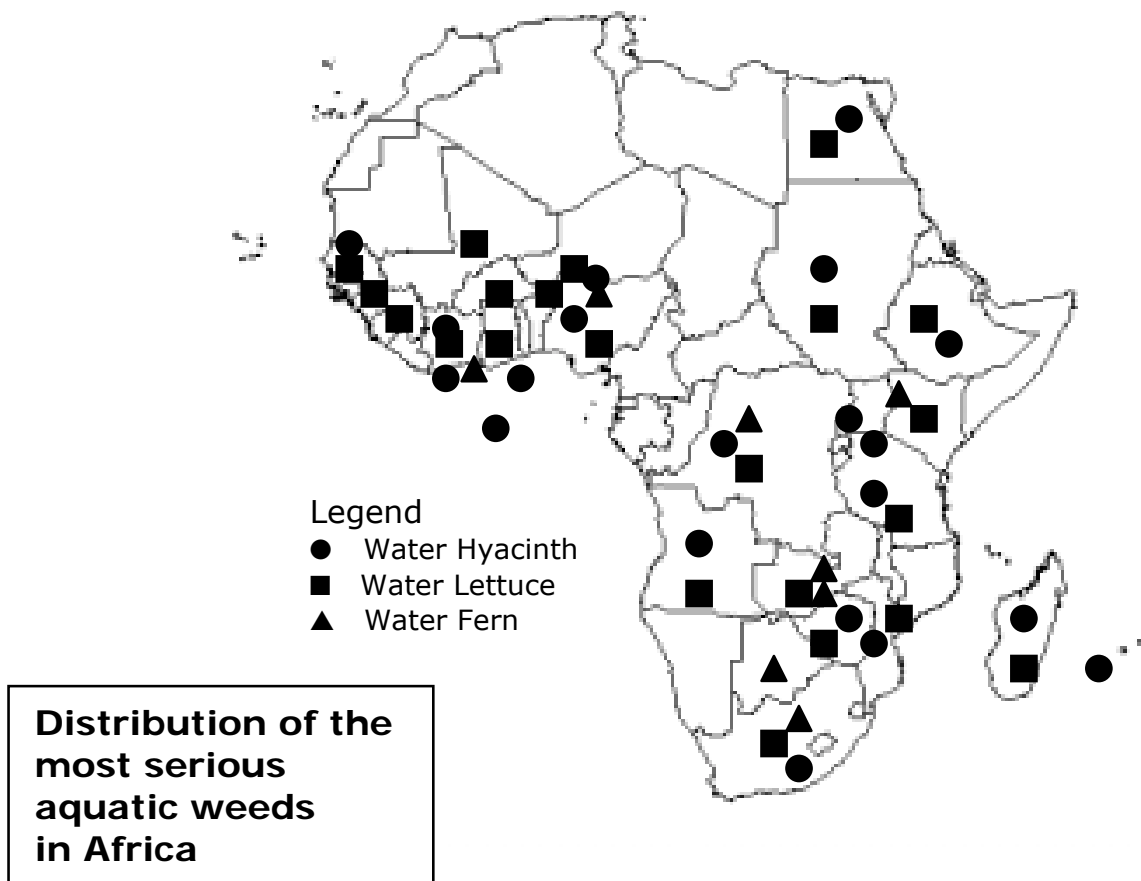 Legend
Water Hyacinth
Water Lettuce
Water Fern
Distribution of the
most serious
aquatic weeds
in Africa